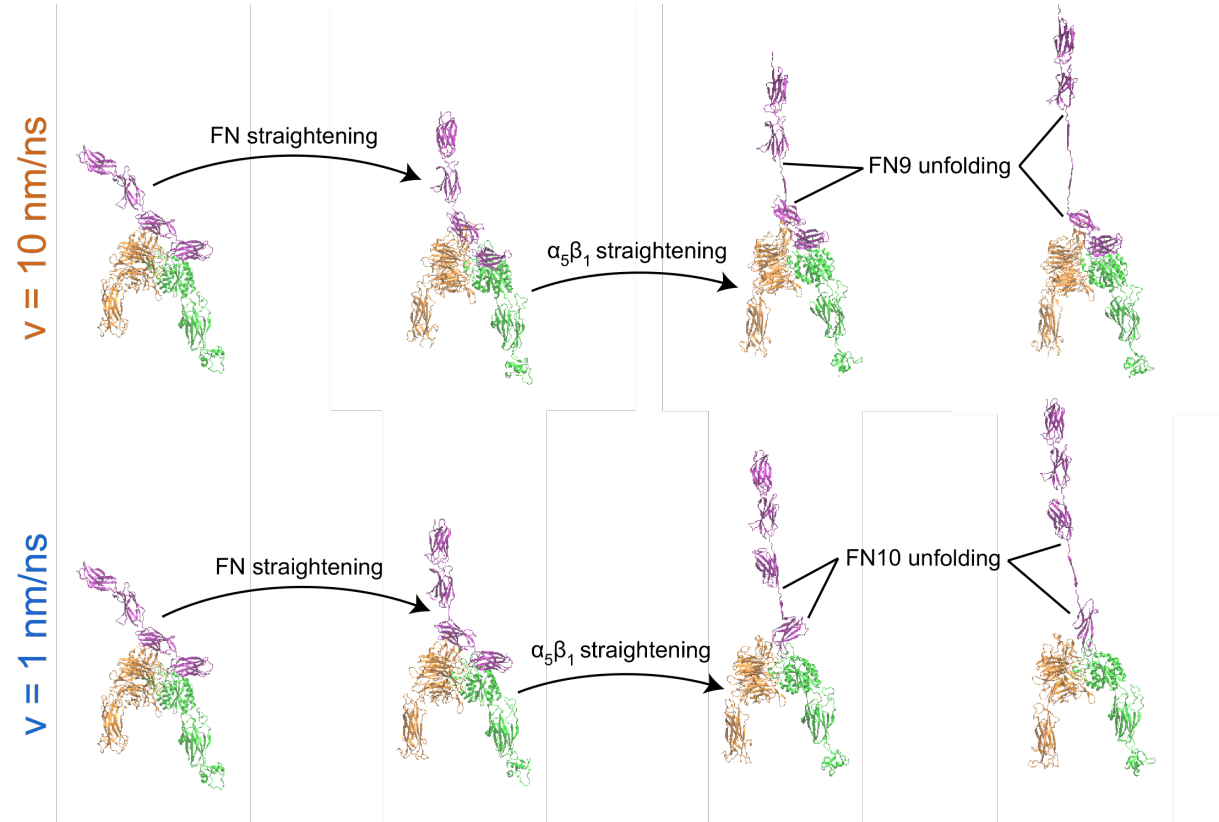 v = 10 nm/ns
FN straightening
α₅β₁ straightening
FN9 unfolding
v = 1 nm/ns
FN straightening
α₅β₁ straightening
FN10 unfolding